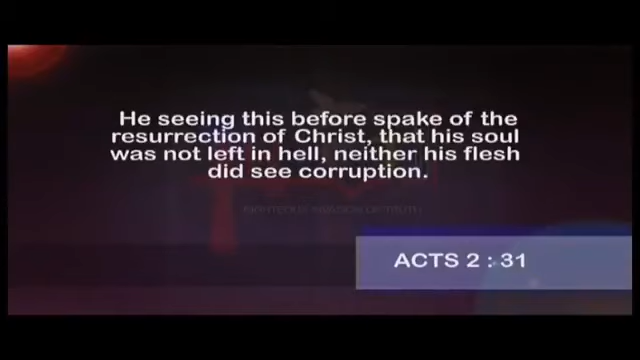 He seeing this before spake of the
resurrection of Christ, that his soul
was not left in hell, neither his flesh
did see corruption.
ACTS 2 : 31